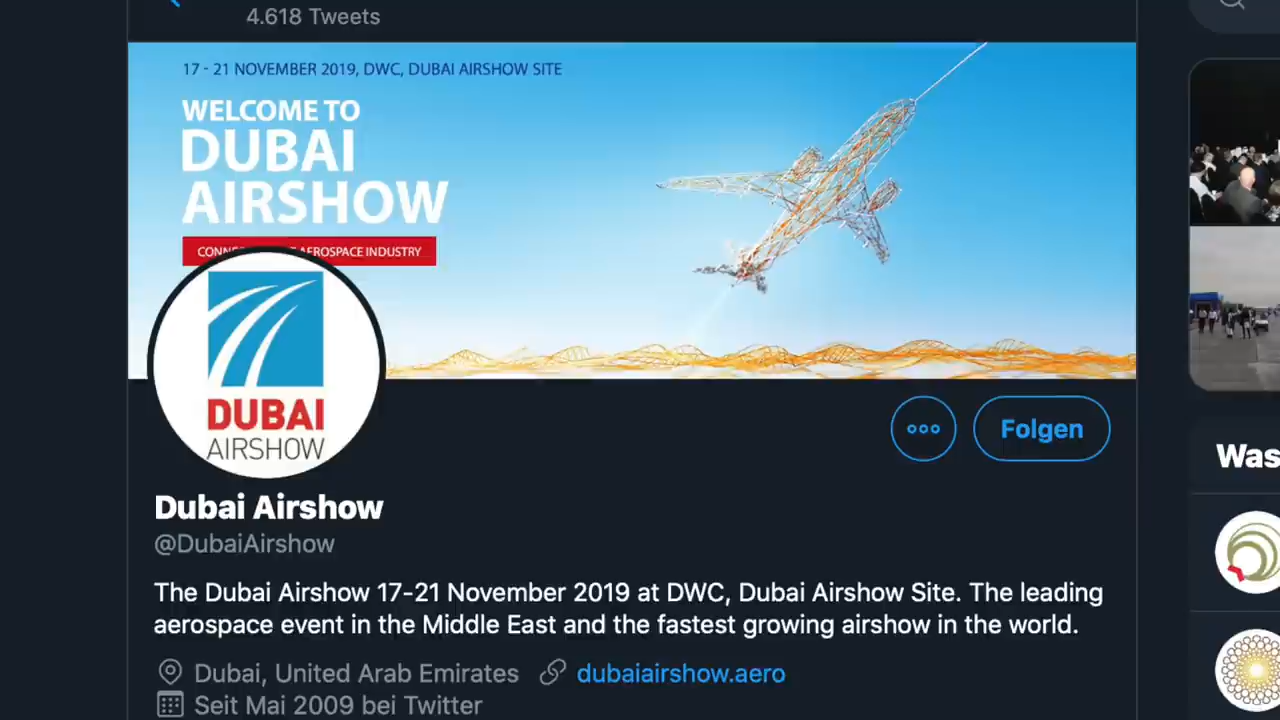 4.618 Tweets
17 - 21 NOVEMBER 2019, DWC, DUBAI AIRSHOW SITE
WELCOME TO
DUBAI
AIRSHOW
AEROSPACE INDUSTRY
DUBAI
AIRSHOW
Folgen
Dubai Airshow
@DubaiAirshow
The Dubai Airshow 17-21 November 2019 at DWC, Dubai Airshow Site. The leading
aerospace event in the Middle East and the fastest growing airshow in the world.
Dubai, United Arab Emirates dubaiairshow.aero
Seit Mai 2009 bei Twitter
Was